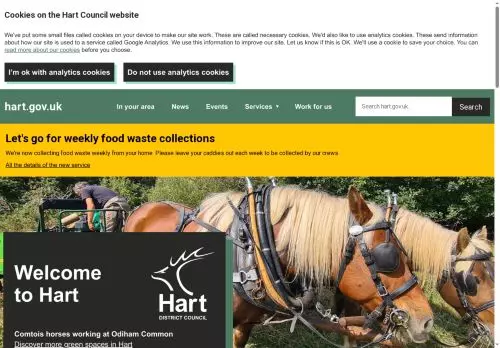 Cookies on the Hart Council website
We've put some small files called cookies on your device to make our site work. These are called necessary cookies. We'd also like to use analytics cookies. These send information
about how our site is used to a service called Google Analytics. We use this information to improve our site. Let us know if this is OK. We'll use a cookie to save your choice. You can
read more about our cookies before you choose.
I'm ok with analytics cookies
Do not use analytics cookies
hart.gov.uk
In your area
News
Events
Services
Work for us
Search hart.gov.uk
Search
Let's go for weekly food waste collections
We're now collecting food waste weekly from your home. Please leave your caddies out each week to be collected by our crews.
All the details of the new service
Welcome
to Hart
Hart
DISTRICT COUNCIL
Comtois horses working at Odiham Common
Discover more green spaces in Hart